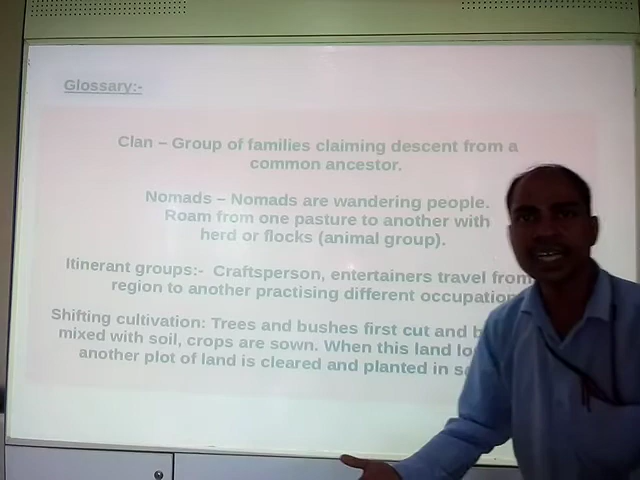 Glossary:-
Clan – Group of families claiming descent from a
common ancestor.
Nomads – Nomads are wandering people.
Roam from one pasture to another with
herd or flocks (animal group).
Itinerant groups:- Craftsperson, entertainers travel from
region to another practising different occupation
Shifting cultivation: Trees and bushes first cut and
mixed with soil, crops are sown. When this land
another plot of land is cleared and planted in